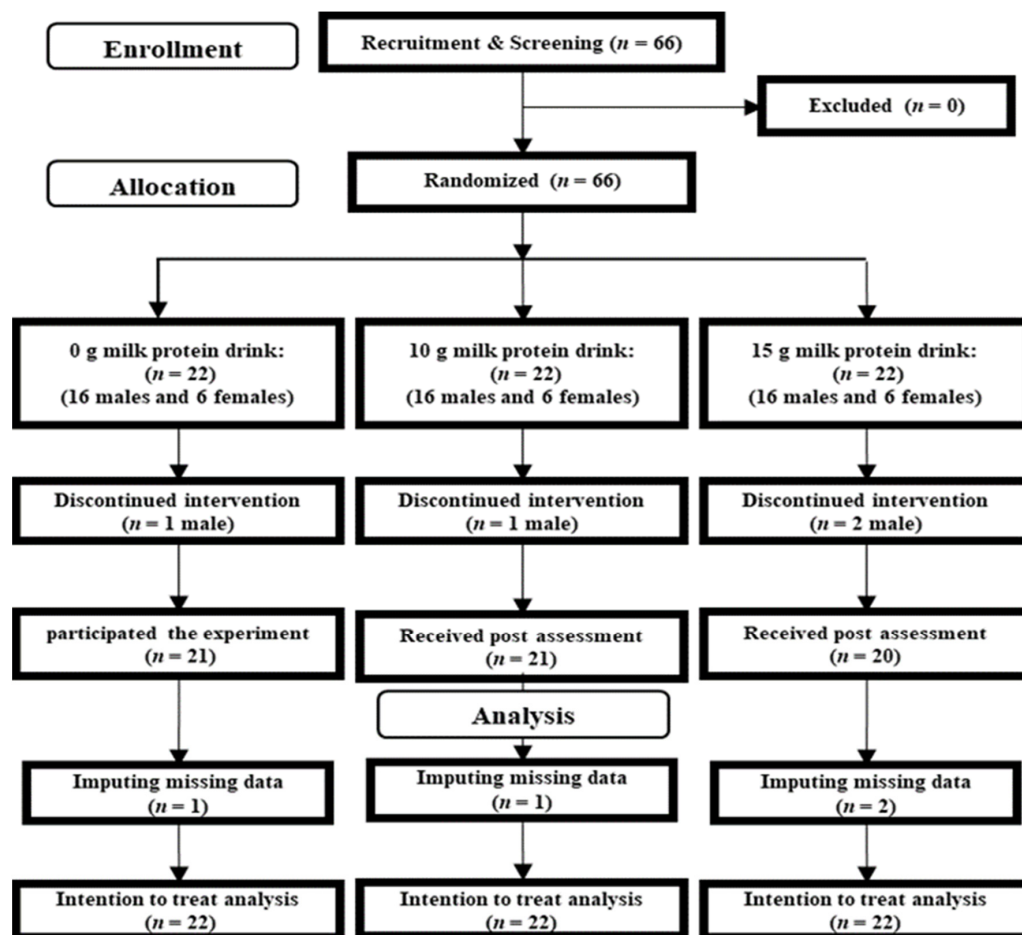 Enrollment
Recruitment & Screening (n = 66)
Excluded (n = 0)
Allocation
Randomized (n = 66)
0 g milk protein drink:
(n = 22)
(16 males and 6 females)
10 g milk protein drink:
(n = 22)
(16 males and 6 females)
15 g milk protein drink:
(n = 22)
(16 males and 6 females)
Discontinued intervention
(n = 1 male)
Discontinued intervention
(n = 1 male)
Discontinued intervention
(n = 2 male)
participated the experiment
(n = 21)
Received post assessment
(n = 21)
Received post assessment
(n = 20)
Analysis
Imputing missing data
(n = 1)
Imputing missing data
(n = 1)
Imputing missing data
(n = 2)
Intention to treat analysis
(n = 22)
Intention to treat analysis
(n = 22)
Intention to treat analysis
(n = 22)